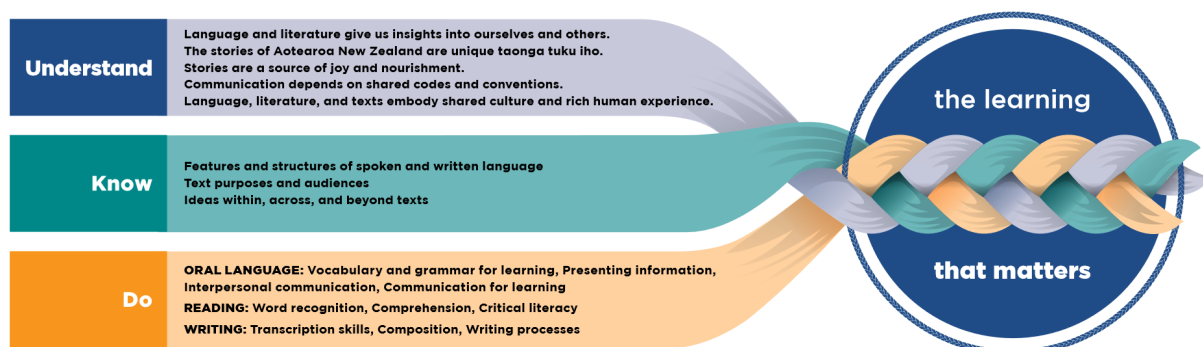 Understand
Language and literature give us insights into ourselves and others.
The stories of Aotearoa New Zealand are unique taonga tuku iho.
Stories are a source of joy and nourishment.
Communication depends on shared codes and conventions.
Language, literature, and texts embody shared culture and rich human experience.
Know
Features and structures of spoken and written language
Text purposes and audiences
Ideas within, across, and beyond texts
Do
ORAL LANGUAGE: Vocabulary and grammar for learning, Presenting information,
Interpersonal communication, Communication for learning
READING: Word recognition, Comprehension, Critical literacy
WRITING: Transcription skills, Composition, Writing processes
the learning
that matters